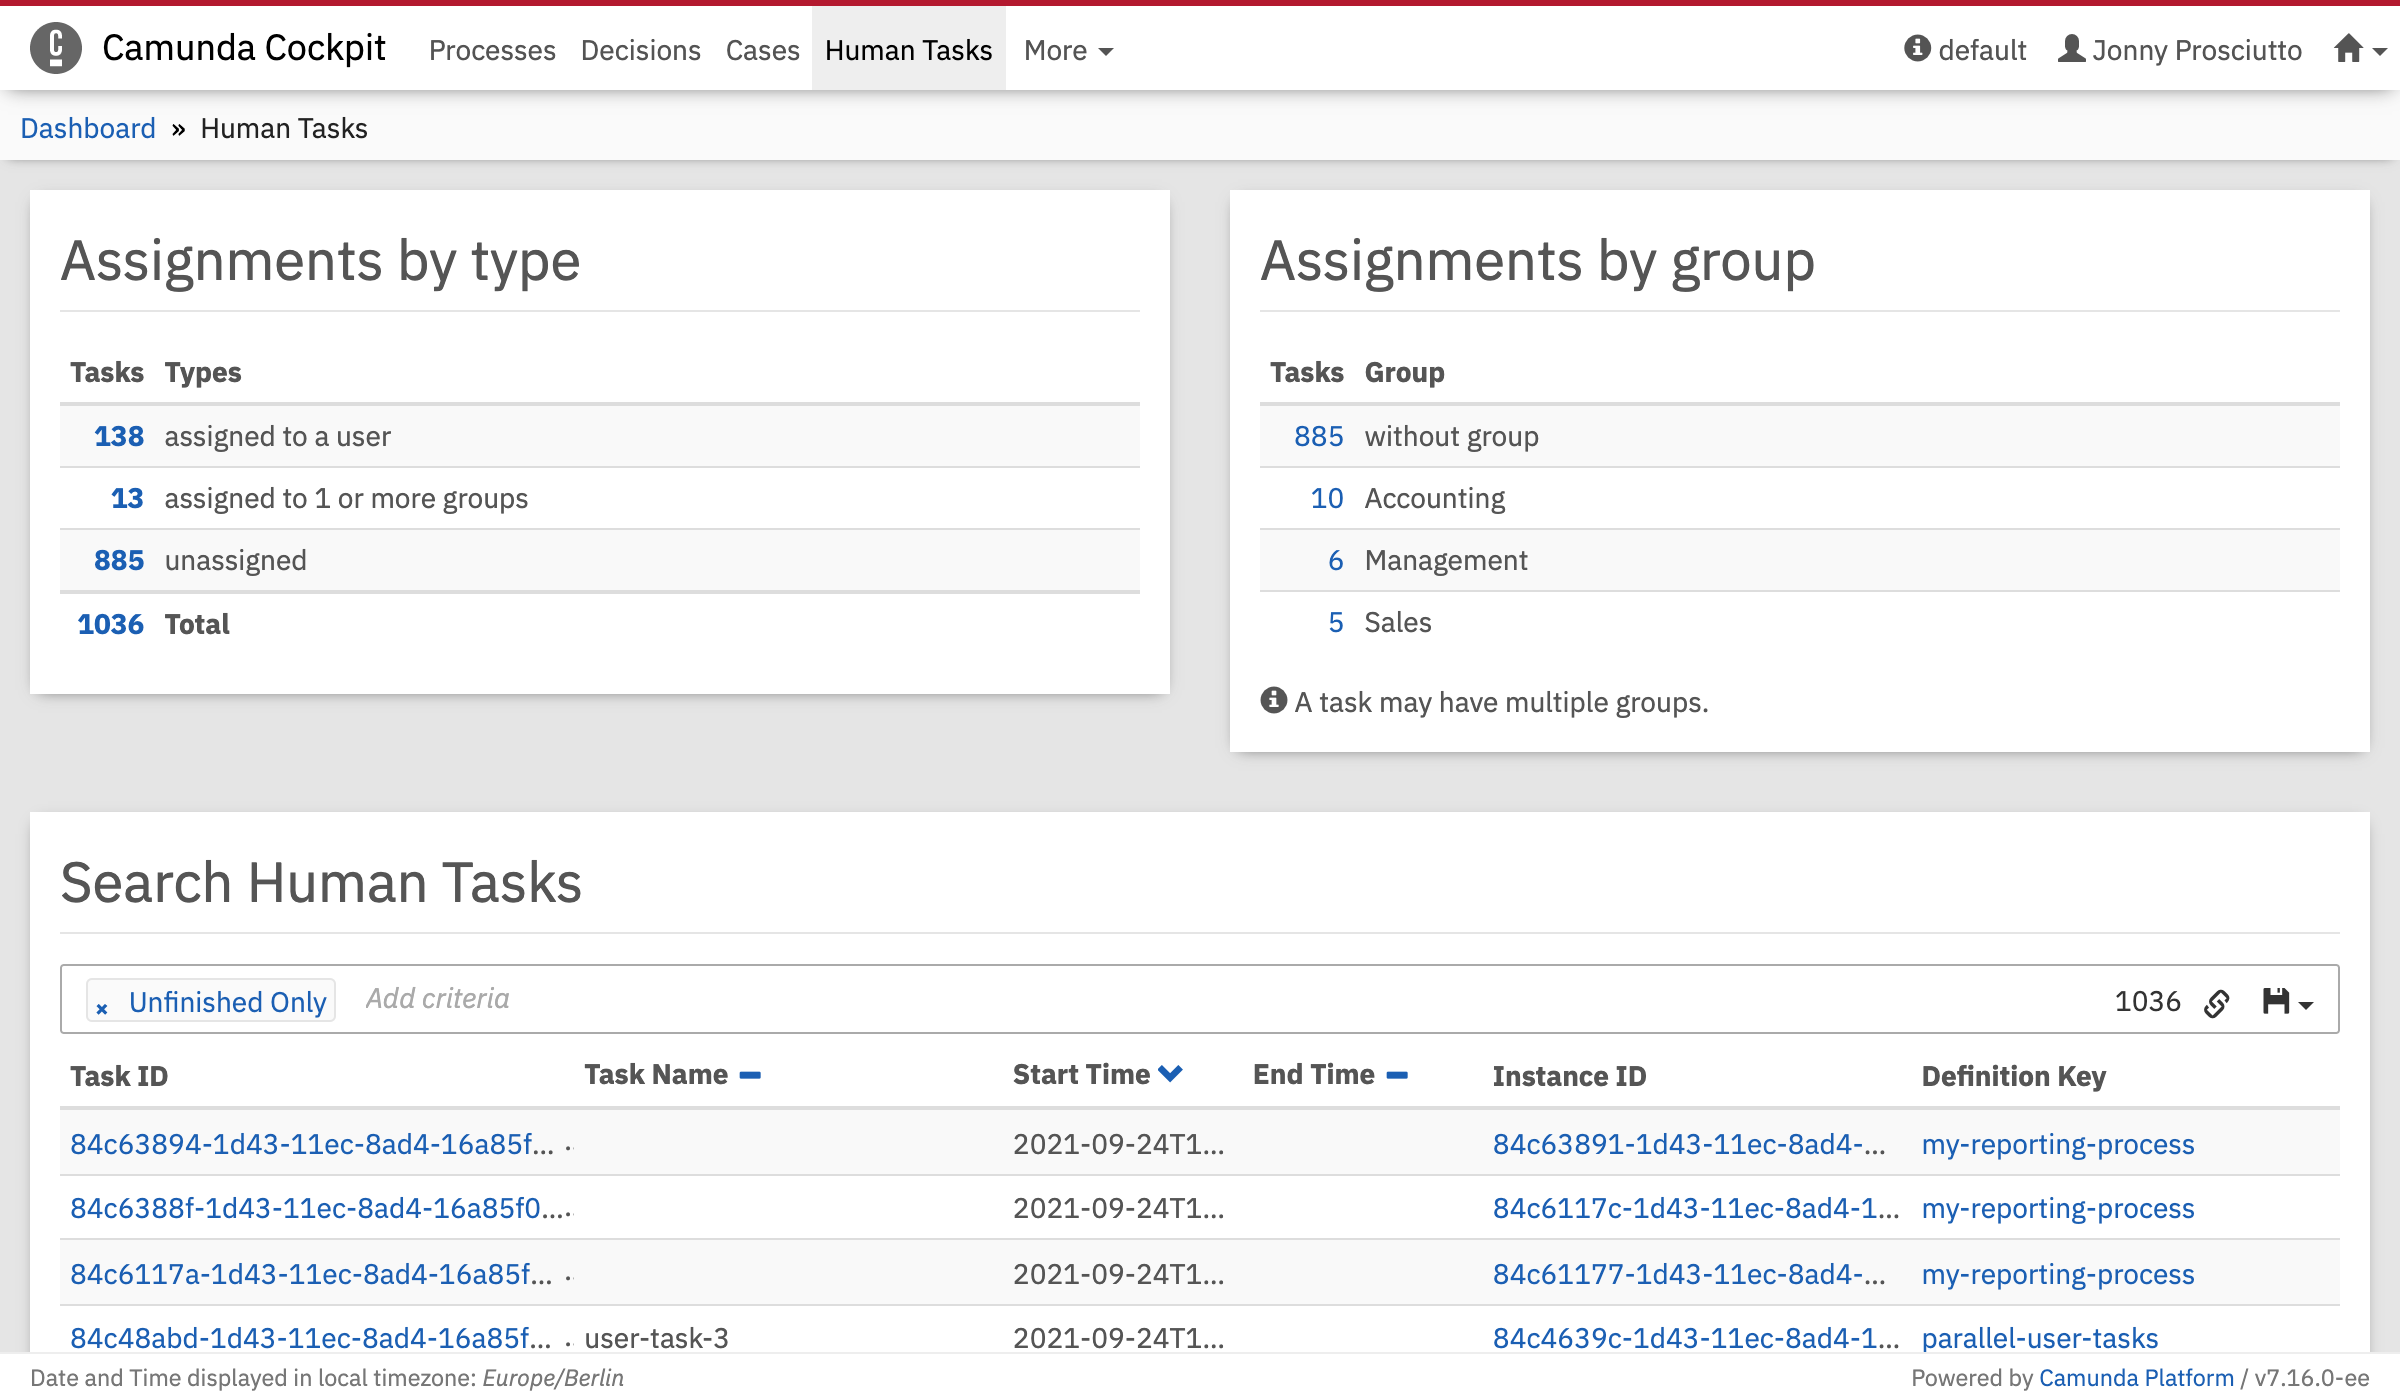 Camunda Cockpit Processes Decisions Cases Human Tasks More default Jonny Prosciutto
Dashboard » Human Tasks
Assignments by type
Tasks Types
138 assigned to a user
13 assigned to 1 or more groups
885 unassigned
1036 Total
Assignments by group
Tasks Group
885 without group
10 Accounting
6 Management
5 Sales
A task may have multiple groups.
Search Human Tasks
× Unfinished Only Add criteria 1036
Task ID Task Name Start Time End Time Instance ID Definition Key
84c63894-1d43-11ec-8ad4-16a85f... 2021-09-24T1... 84c63891-1d43-11ec-8ad4-... my-reporting-process
84c6388f-1d43-11ec-8ad4-16a85f0... 2021-09-24T1... 84c6117c-1d43-11ec-8ad4-1... my-reporting-process
84c6117a-1d43-11ec-8ad4-16a85f... 2021-09-24T1... 84c61177-1d43-11ec-8ad4-... my-reporting-process
84c48abd-1d43-11ec-8ad4-16a85f... user-task-3 2021-09-24T1... 84c4639c-1d43-11ec-8ad4-1... parallel-user-tasks
Date and Time displayed in local timezone: Europe/Berlin Powered by Camunda Platform / v7.16.0-ee